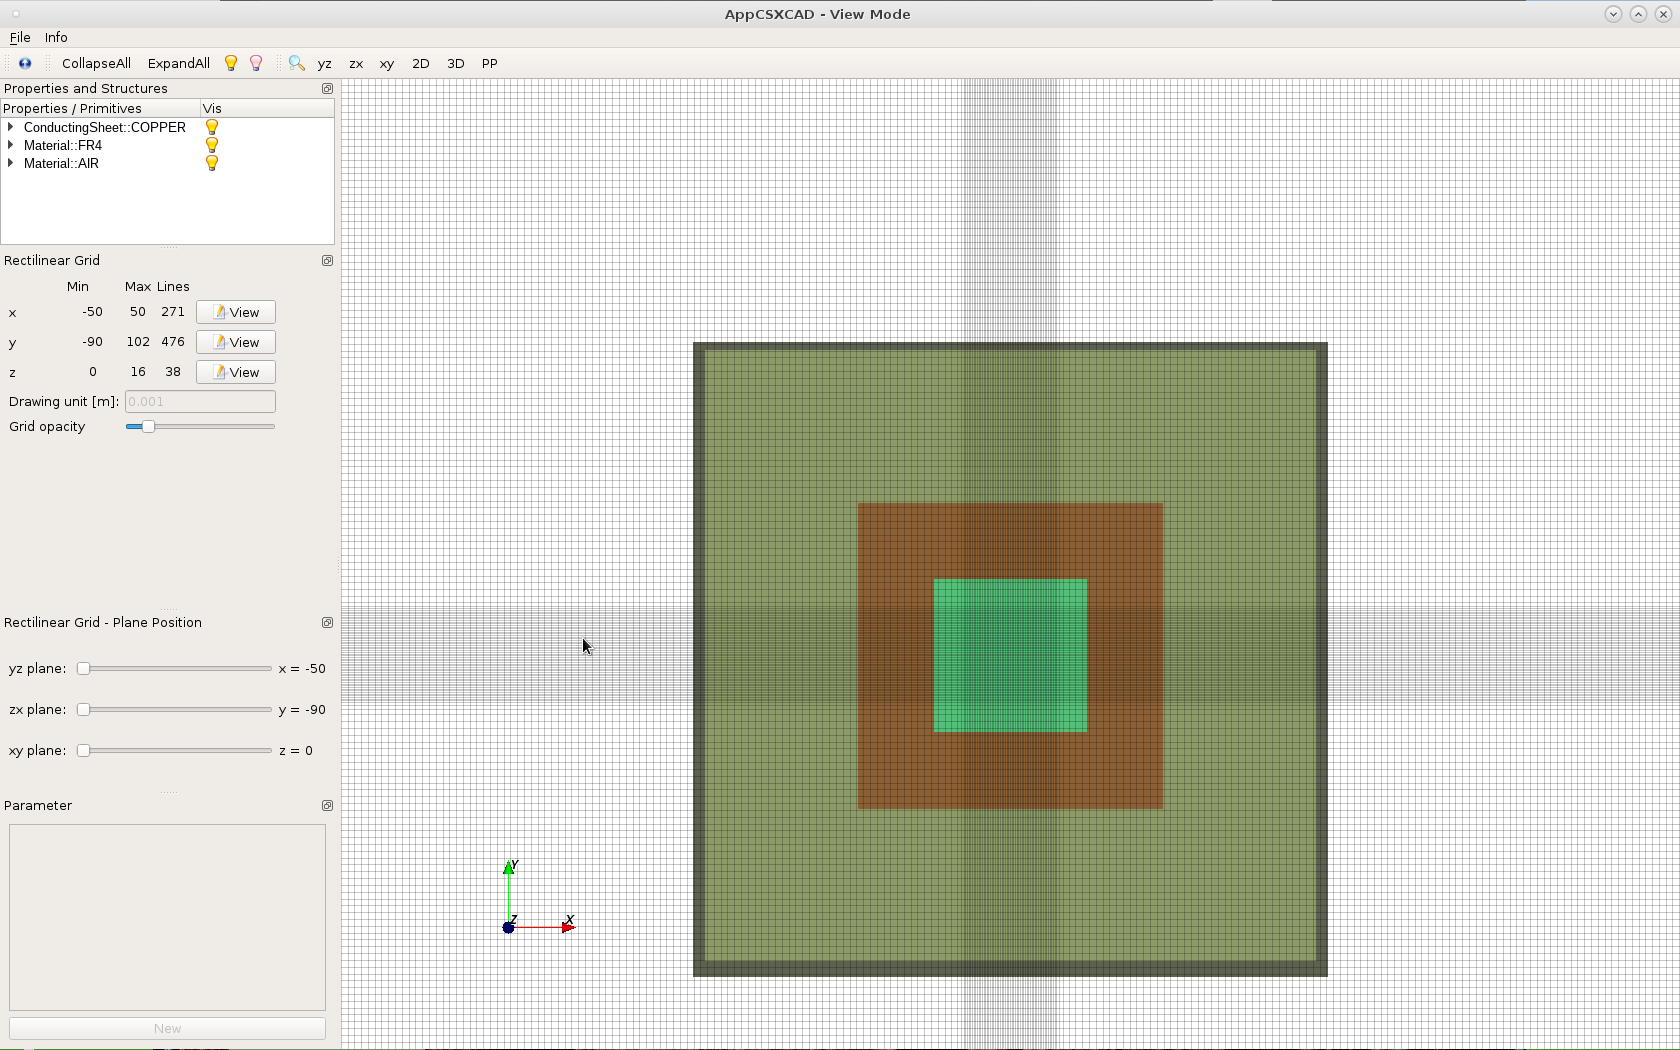 AppCSXCAD - View Mode
File Info
CollapseAll ExpandAll yz zx xy 2D 3D PP
Properties and Structures
Properties / Primitives Vis
ConductingSheet::COPPER
Material::FR4
Material::AIR
Rectilinear Grid
Min Max Lines
x -50 50 271 View
y -90 102 476 View
z 0 16 38 View
Drawing unit [m]: 0.001
Grid opacity
Rectilinear Grid - Plane Position
yz plane: x = -50
zx plane: y = -90
xy plane: z = 0
Parameter
New
Y
Z X